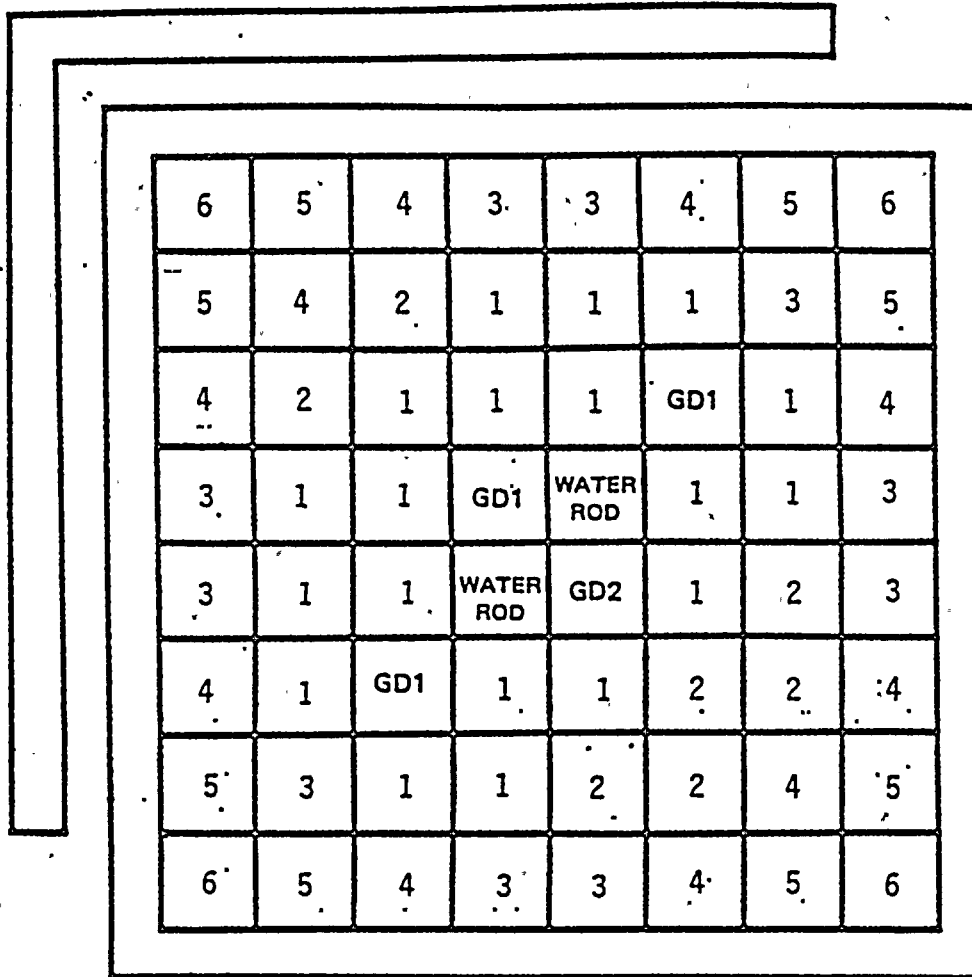 6 5 4 3 3 4 5 6
5 4 2 1 1 1 3 5
4 2 1 1 1 GD1 1 4
3 1 1 GD1 WATER ROD 1 1 3
3 1 1 WATER ROD GD2 1 2 3
4 1 GD1 1 1 2 2 4
5 3 1 1 2 2 4 5
6 5 4 3 3 4 5 6